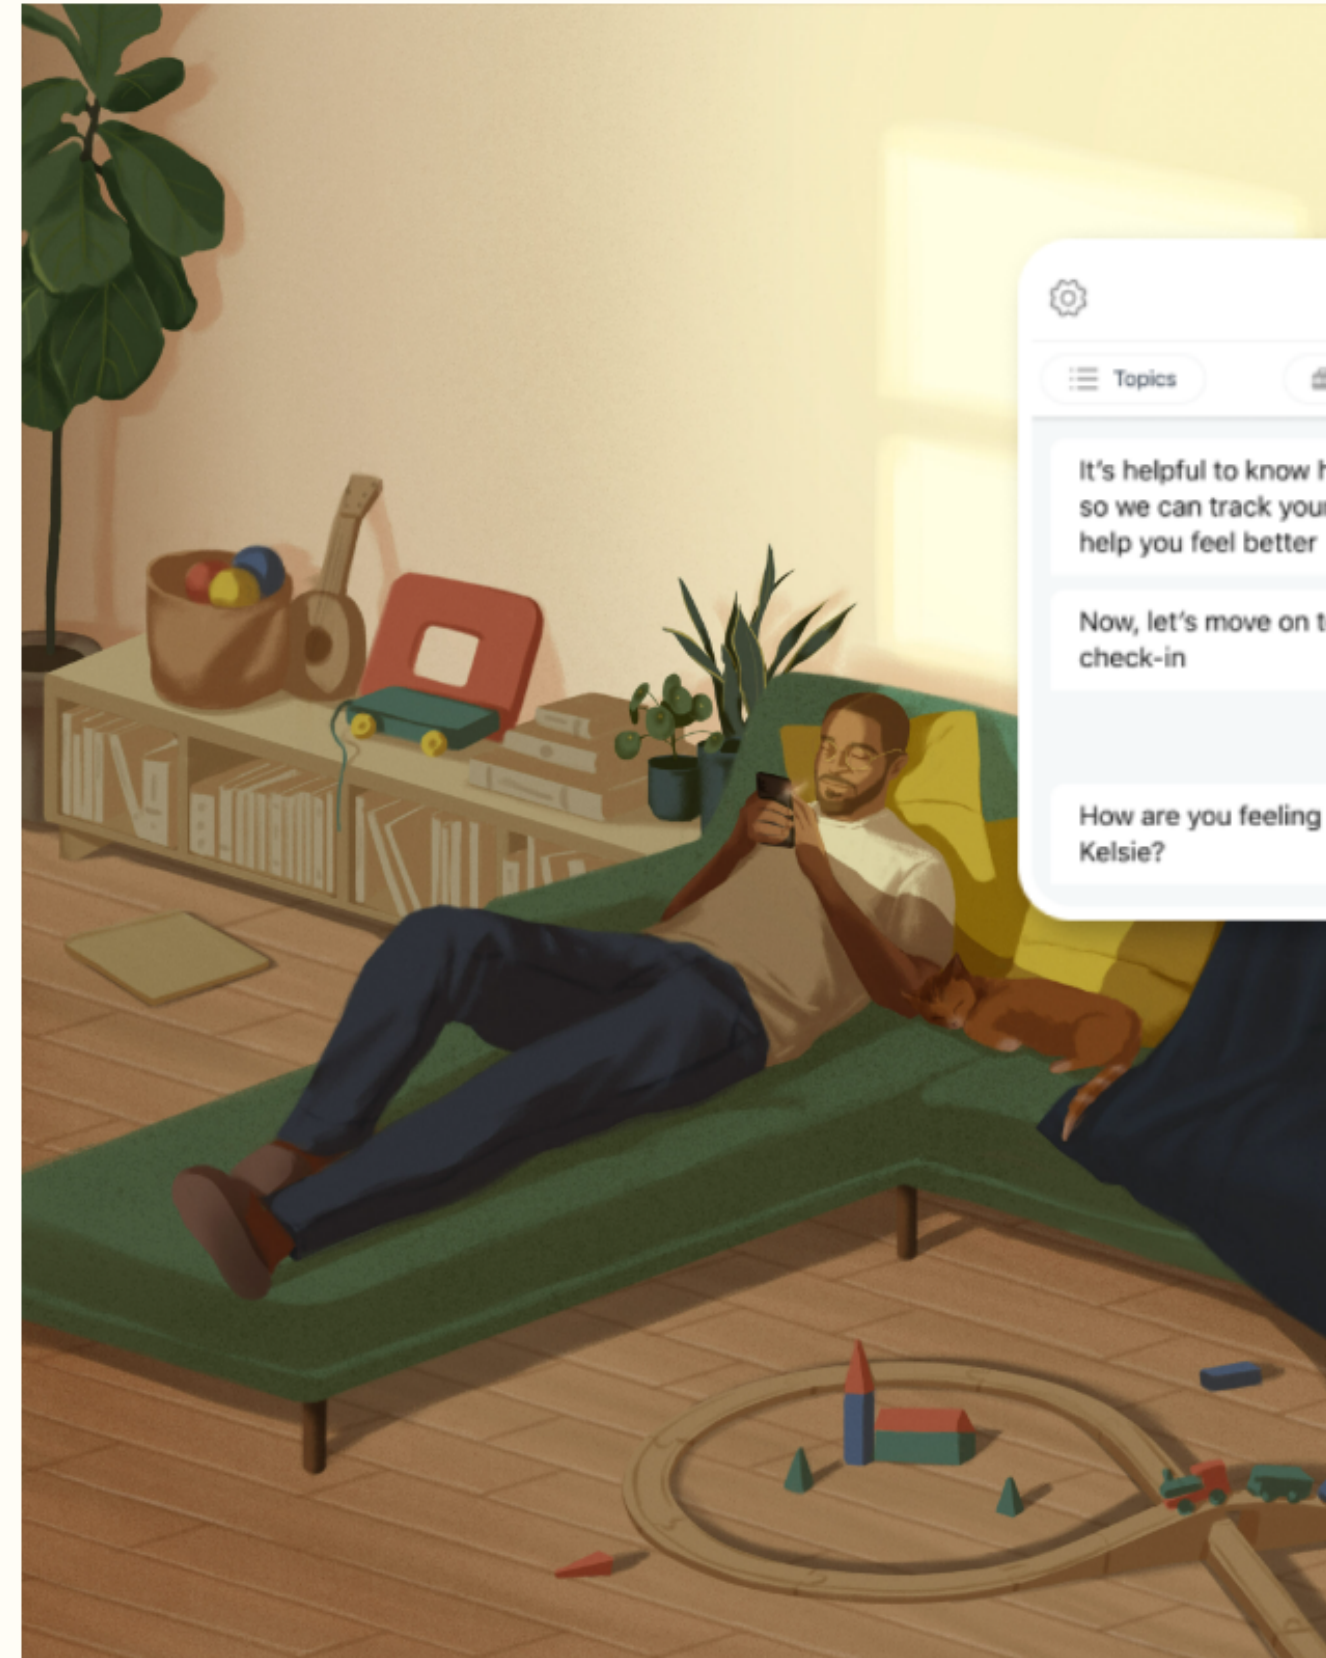 Topics
It's helpful to know
so we can track your
help you feel better
Now, let's move on
check-in
How are you feeling
Kelsie?